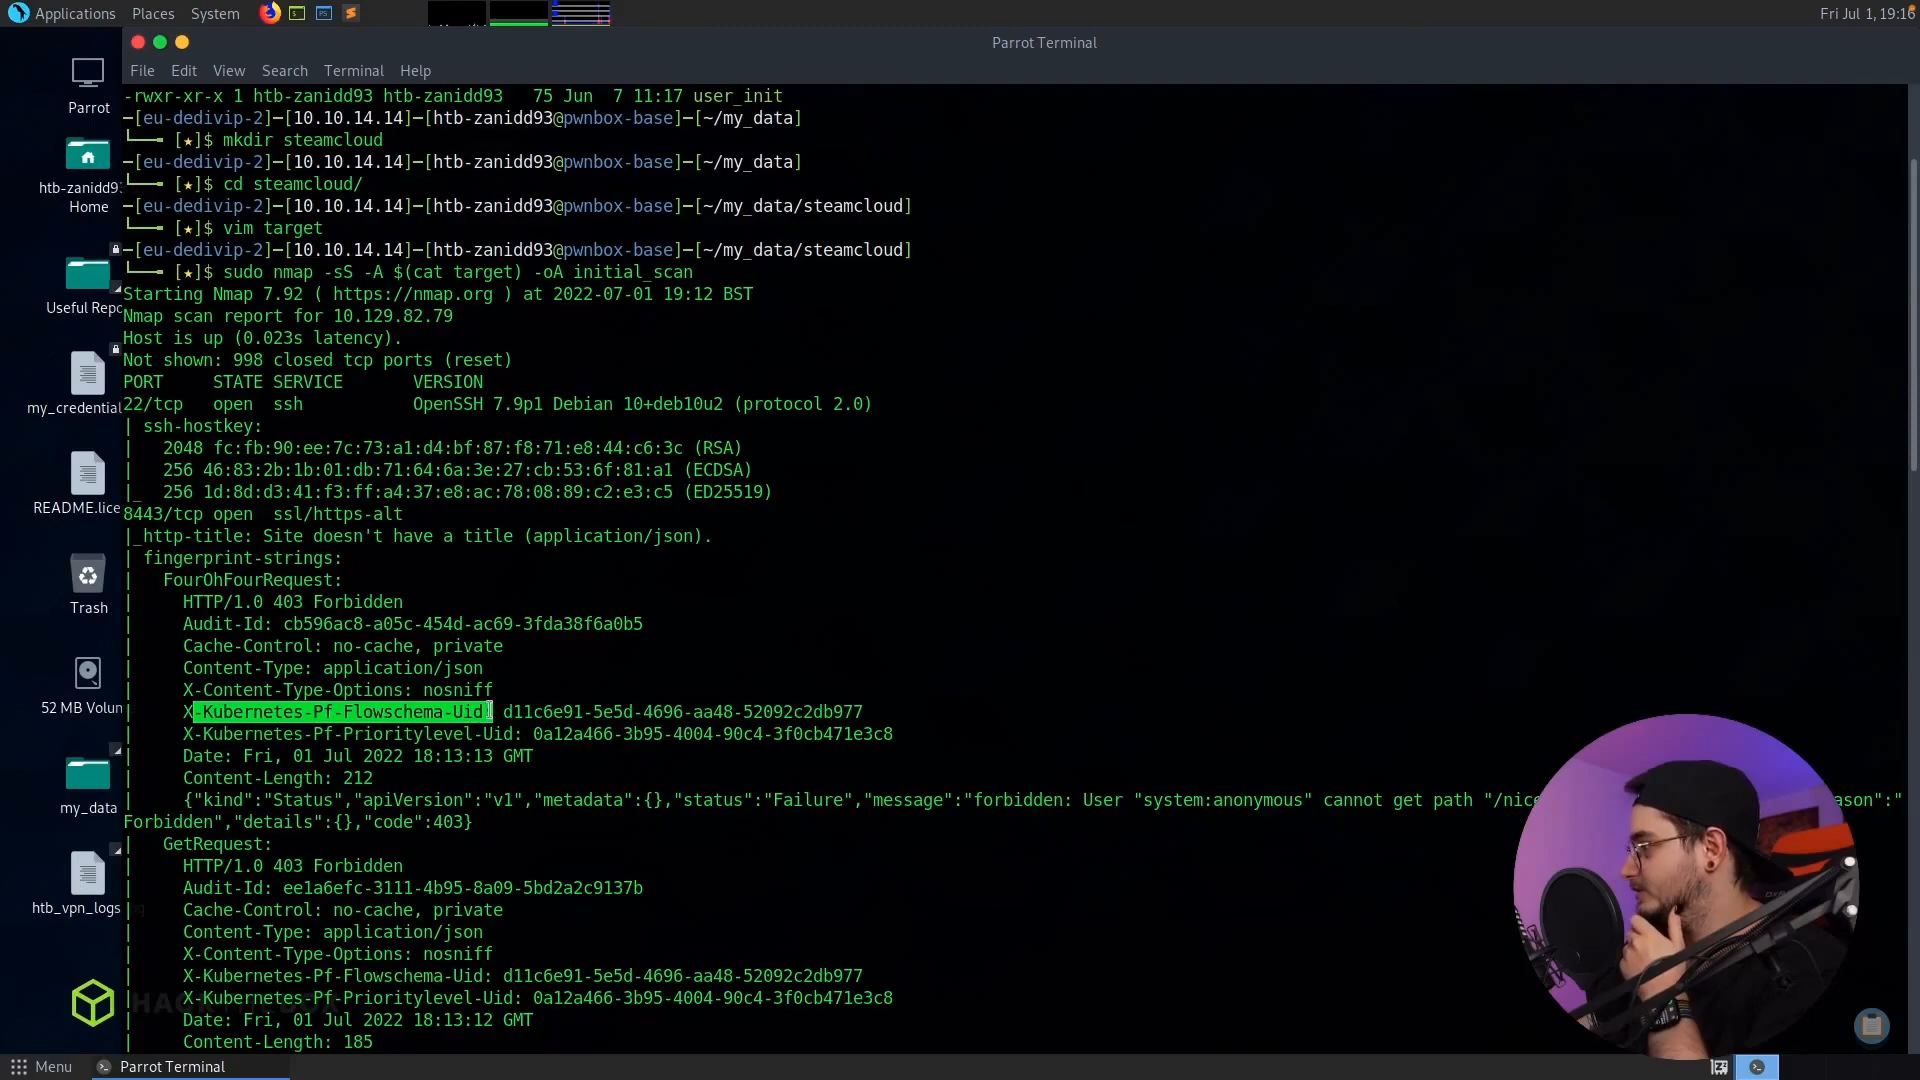 Applications Places System
Fri Jul 1, 19:16
Parrot Terminal
File Edit View Search Terminal Help
Parrot
htb-zanidd93
Home
Useful Repo
my_credential
README.lice
Trash
52 MB Volun
my_data
htb_vpn_logs
-rwxr-xr-x 1 htb-zanidd93 htb-zanidd93   75 Jun  7 11:17 user_init
─[eu-dedivip-2]─[10.10.14.14]─[htb-zanidd93@pwnbox-base]─[~/my_data]
└──╼ [★]$ mkdir steamcloud
─[eu-dedivip-2]─[10.10.14.14]─[htb-zanidd93@pwnbox-base]─[~/my_data]
└──╼ [★]$ cd steamcloud/
─[eu-dedivip-2]─[10.10.14.14]─[htb-zanidd93@pwnbox-base]─[~/my_data/steamcloud]
└──╼ [★]$ vim target
─[eu-dedivip-2]─[10.10.14.14]─[htb-zanidd93@pwnbox-base]─[~/my_data/steamcloud]
└──╼ [★]$ sudo nmap -sS -A $(cat target) -oA initial_scan
Starting Nmap 7.92 ( https://nmap.org ) at 2022-07-01 19:12 BST
Nmap scan report for 10.129.82.79
Host is up (0.023s latency).
Not shown: 998 closed tcp ports (reset)
PORT     STATE SERVICE       VERSION
22/tcp   open  ssh           OpenSSH 7.9p1 Debian 10+deb10u2 (protocol 2.0)
| ssh-hostkey:
|   2048 fc:fb:90:ee:7c:73:a1:d4:bf:87:f8:71:e8:44:c6:3c (RSA)
|   256 46:83:2b:1b:01:db:71:64:6a:3e:27:cb:53:6f:81:a1 (ECDSA)
|_  256 1d:8d:d3:41:f3:ff:a4:37:e8:ac:78:08:89:c2:e3:c5 (ED25519)
8443/tcp open  ssl/https-alt
|_http-title: Site doesn't have a title (application/json).
| fingerprint-strings:
|   FourOhFourRequest:
|     HTTP/1.0 403 Forbidden
|     Audit-Id: cb596ac8-a05c-454d-ac69-3fda38f6a0b5
|     Cache-Control: no-cache, private
|     Content-Type: application/json
|     X-Content-Type-Options: nosniff
|     X-Kubernetes-Pf-Flowschema-Uid: d11c6e91-5e5d-4696-aa48-52092c2db977
|     X-Kubernetes-Pf-Prioritylevel-Uid: 0a12a466-3b95-4004-90c4-3f0cb471e3c8
|     Date: Fri, 01 Jul 2022 18:13:13 GMT
|     Content-Length: 212
|     {"kind":"Status","apiVersion":"v1","metadata":{},"status":"Failure","message":"forbidden: User "system:anonymous" cannot get path "/nice ason":"
Forbidden","details":{},"code":403}
|   GetRequest:
|     HTTP/1.0 403 Forbidden
|     Audit-Id: ee1a6efc-3111-4b95-8a09-5bd2a2c9137b
|     Cache-Control: no-cache, private
|     Content-Type: application/json
|     X-Content-Type-Options: nosniff
|     X-Kubernetes-Pf-Flowschema-Uid: d11c6e91-5e5d-4696-aa48-52092c2db977
|     X-Kubernetes-Pf-Prioritylevel-Uid: 0a12a466-3b95-4004-90c4-3f0cb471e3c8
|     Date: Fri, 01 Jul 2022 18:13:12 GMT
|     Content-Length: 185
Menu
Parrot Terminal